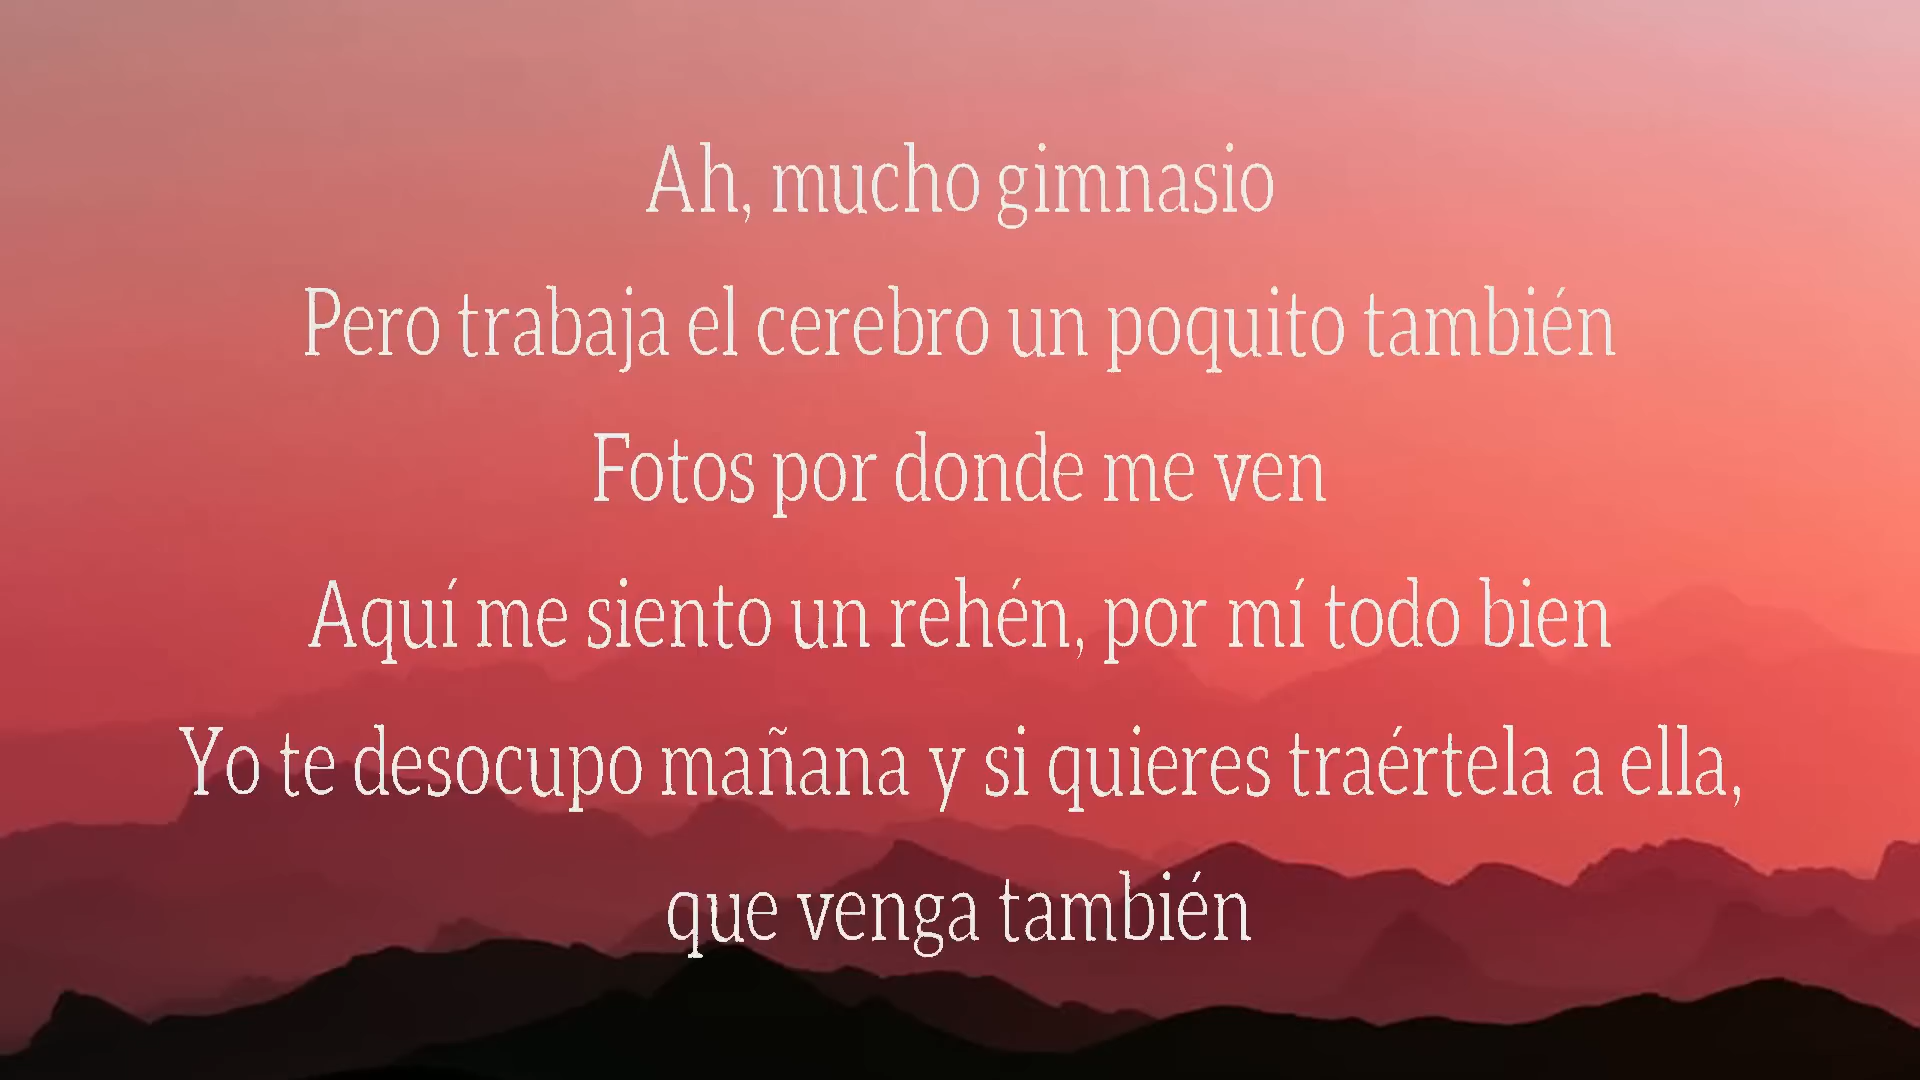 Ah, mucho gimnasio
Pero trabaja el cerebro un poquito también
Fotos por donde me ven
Aquí me siento un rehén, por mí todo bien
Yo te desocupo mañana y si quieres traértela a ella,
que venga también